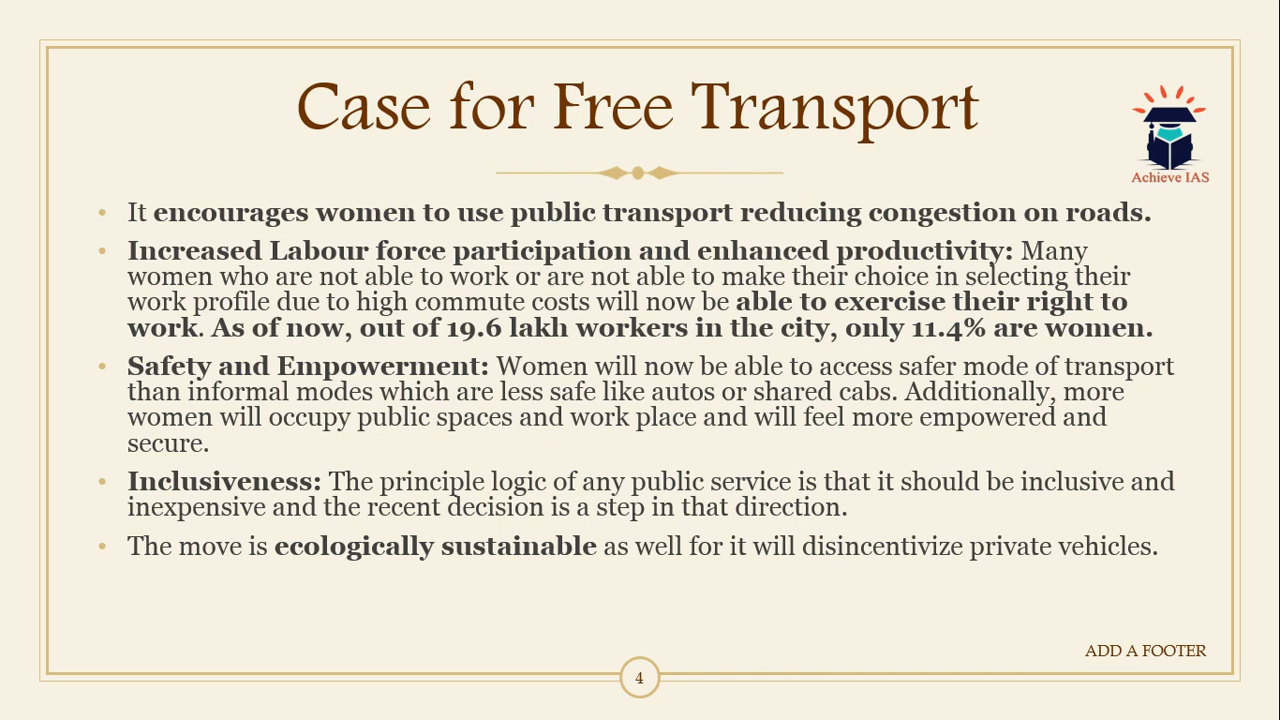 Case for Free Transport
Achieve IAS
• It encourages women to use public transport reducing congestion on roads.
• Increased Labour force participation and enhanced productivity: Many
women who are not able to work or are not able to make their choice in selecting their
work profile due to high commute costs will now be able to exercise their right to
work. As of now, out of 19.6 lakh workers in the city, only 11.4% are women.
• Safety and Empowerment: Women will now be able to access safer mode of transport
than informal modes which are less safe like autos or shared cabs. Additionally, more
women will occupy public spaces and work place and will feel more empowered and
secure.
• Inclusiveness: The principle logic of any public service is that it should be inclusive and
inexpensive and the recent decision is a step in that direction.
• The move is ecologically sustainable as well for it will disincentivize private vehicles.
ADD A FOOTER
4